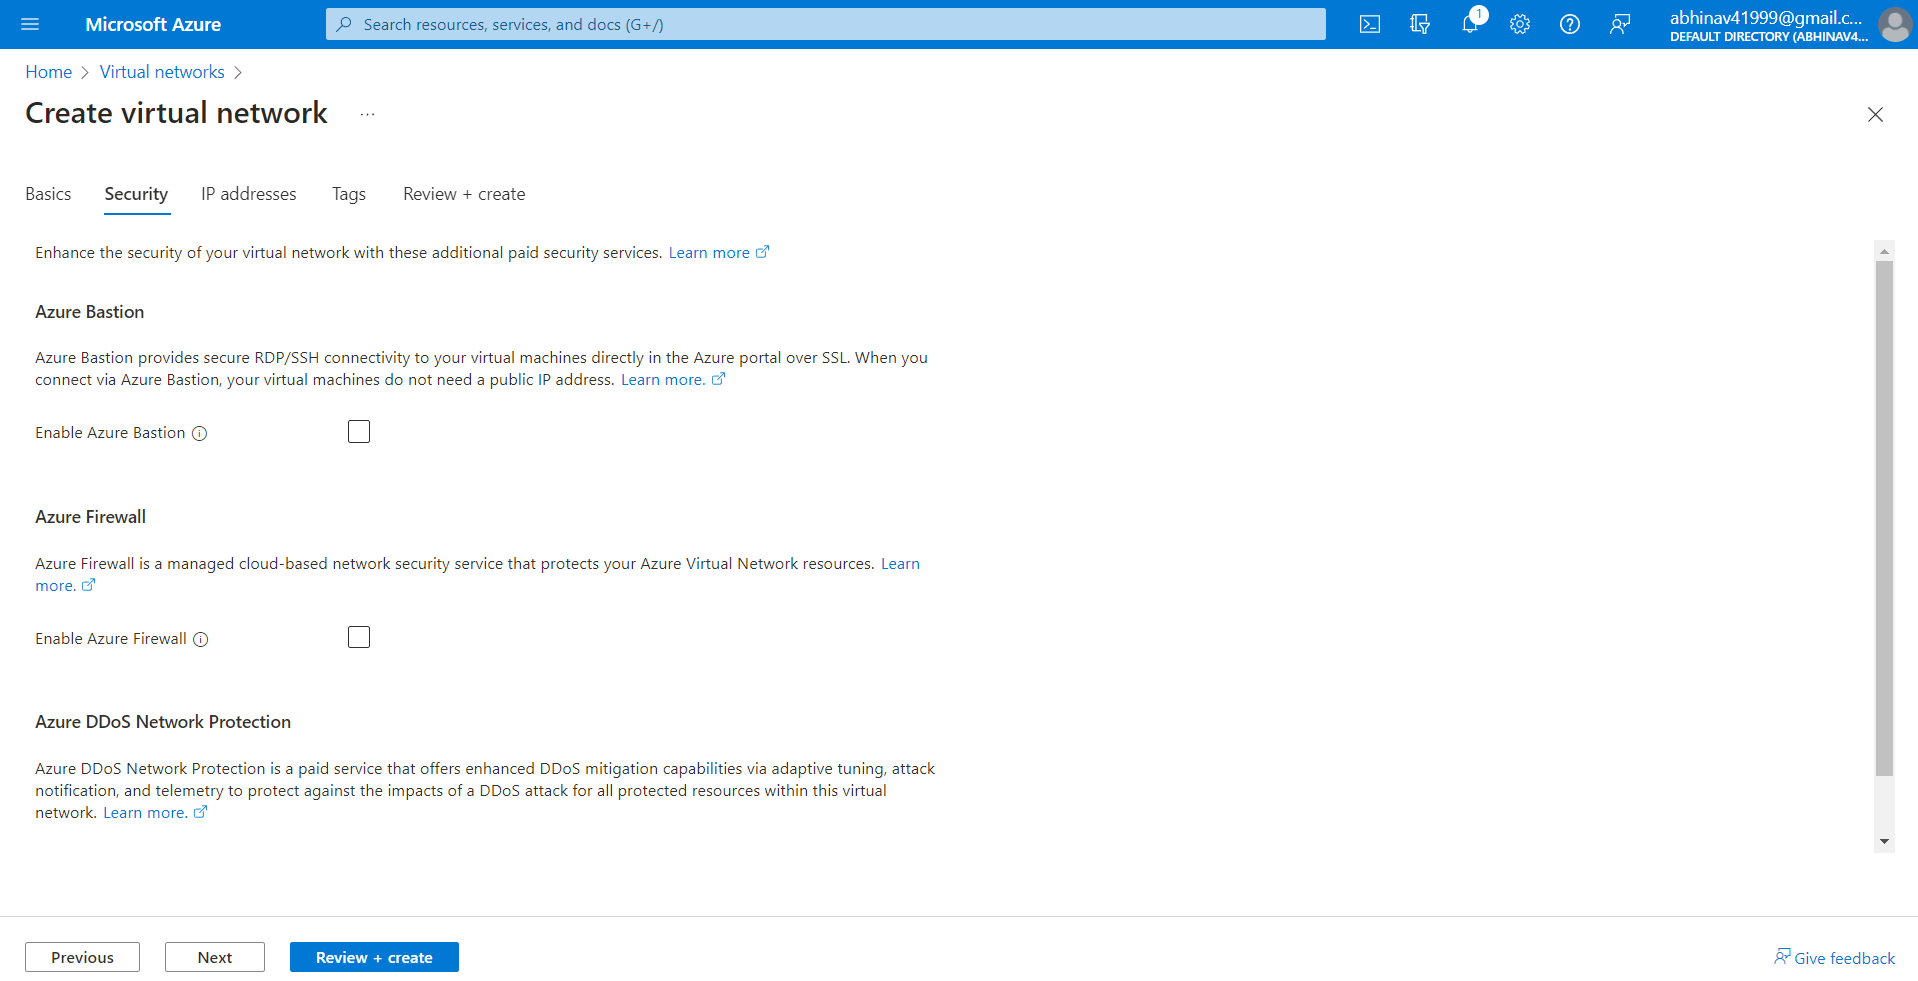 Microsoft Azure
Search resources, services, and docs (G+/)
1
abhinav41999@gmail.c...
DEFAULT DIRECTORY (ABHINAV4...
Home > Virtual networks >
Create virtual network ...
Basics Security IP addresses Tags Review + create
Enhance the security of your virtual network with these additional paid security services. Learn more
Azure Bastion
Azure Bastion provides secure RDP/SSH connectivity to your virtual machines directly in the Azure portal over SSL. When you
connect via Azure Bastion, your virtual machines do not need a public IP address. Learn more.
Enable Azure Bastion
Azure Firewall
Azure Firewall is a managed cloud-based network security service that protects your Azure Virtual Network resources. Learn
more.
Enable Azure Firewall
Azure DDoS Network Protection
Azure DDoS Network Protection is a paid service that offers enhanced DDoS mitigation capabilities via adaptive tuning, attack
notification, and telemetry to protect against the impacts of a DDoS attack for all protected resources within this virtual
network. Learn more.
Previous Next Review + create Give feedback